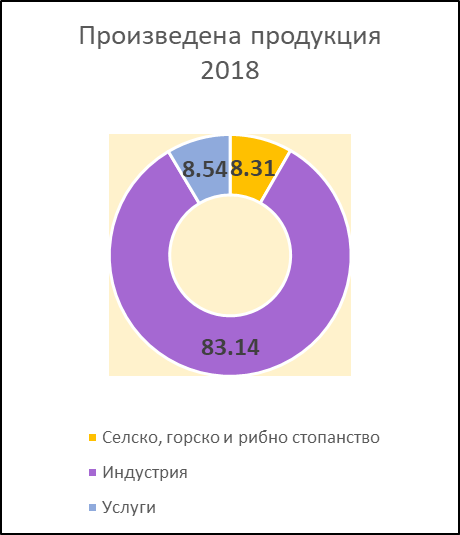 Произведена продукция
2018
8.54
8.31
83.14
Селско, горско и рибно стопанство
Индустрия
Услуги